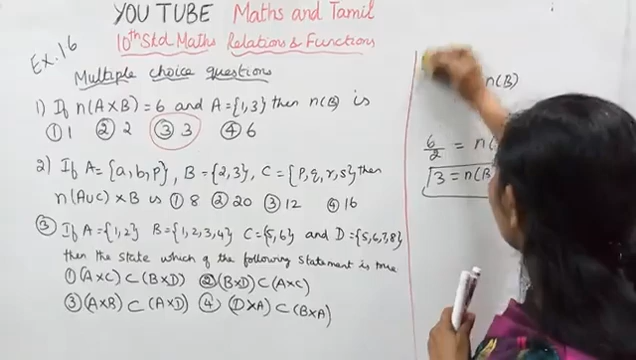 YOU TUBE Maths and Tamil
10th Std Maths Relations & Functions
Ex.16
Multiple choice questions
1) If n(A×B) = 6 and A = {1,3} then n(B) is
① 1 ② 2 ③ 3 ④ 6
2) If A = {a,b,p}, B = {2,3}, C = {p,q,r,s} then
n(A∪C) × B is ① 8 ② 20 ③ 12 ④ 16
③ If A = {1,2} B = {1,2,3,4} C = {5,6} and D = {5,6,7,8}
then the state which of the following statement is true
① (A×C) ⊂ (B×D) ② (B×D) ⊂ (A×C)
③ (A×B) ⊂ (A×D) ④ (D×A) ⊂ (B×A)
n(B)
6/2 = n(
3 = n(B